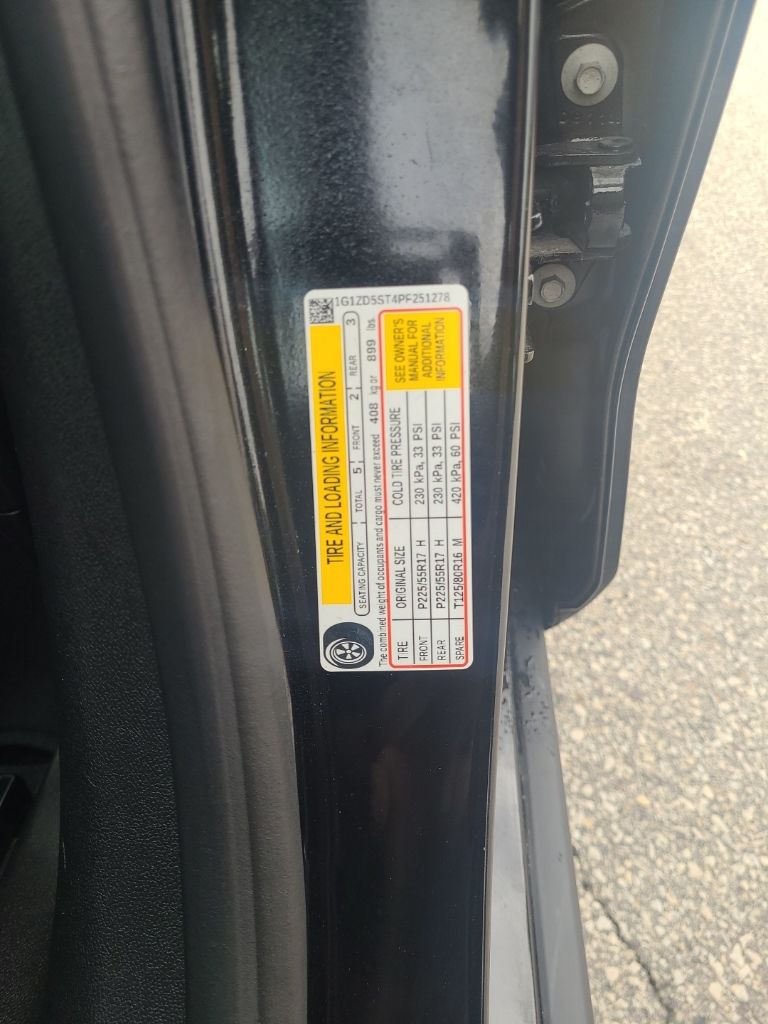 1G1ZD5ST4PF251278
TIRE AND LOADING INFORMATION
SEATING CAPACITY TOTAL 5 FRONT 2 REAR 3
The combined weight of occupants and cargo must never exceed 408 kg or 899 lbs
TIRE ORIGINAL SIZE COLD TIRE PRESSURE
FRONT P225/55R17 H 230 kPa, 33 PSI
REAR P225/55R17 H 230 kPa, 33 PSI
SPARE T125/80R16 M 420 kPa, 60 PSI
SEE OWNER'S
MANUAL FOR
ADDITIONAL
INFORMATION